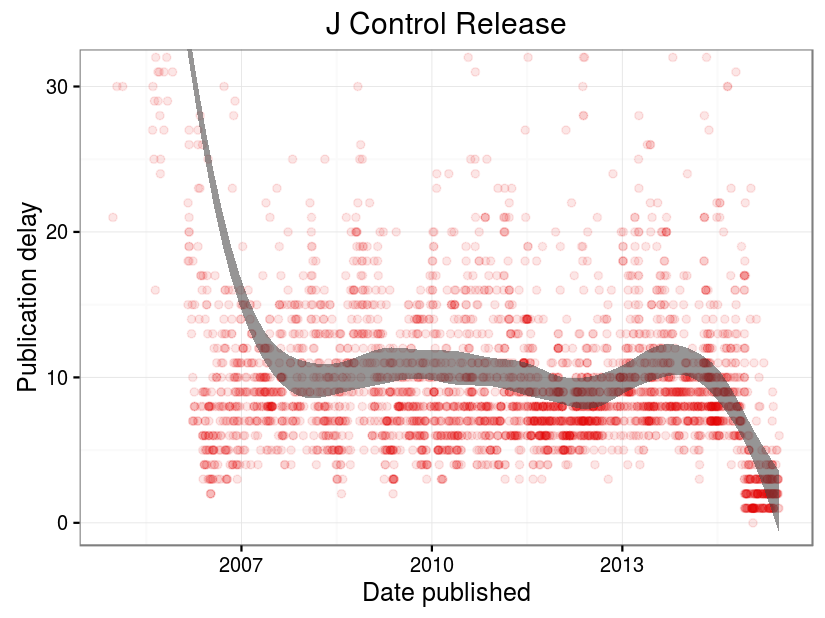 J Control Release
30
20
10
0
Publication delay
2007
2010
2013
Date published